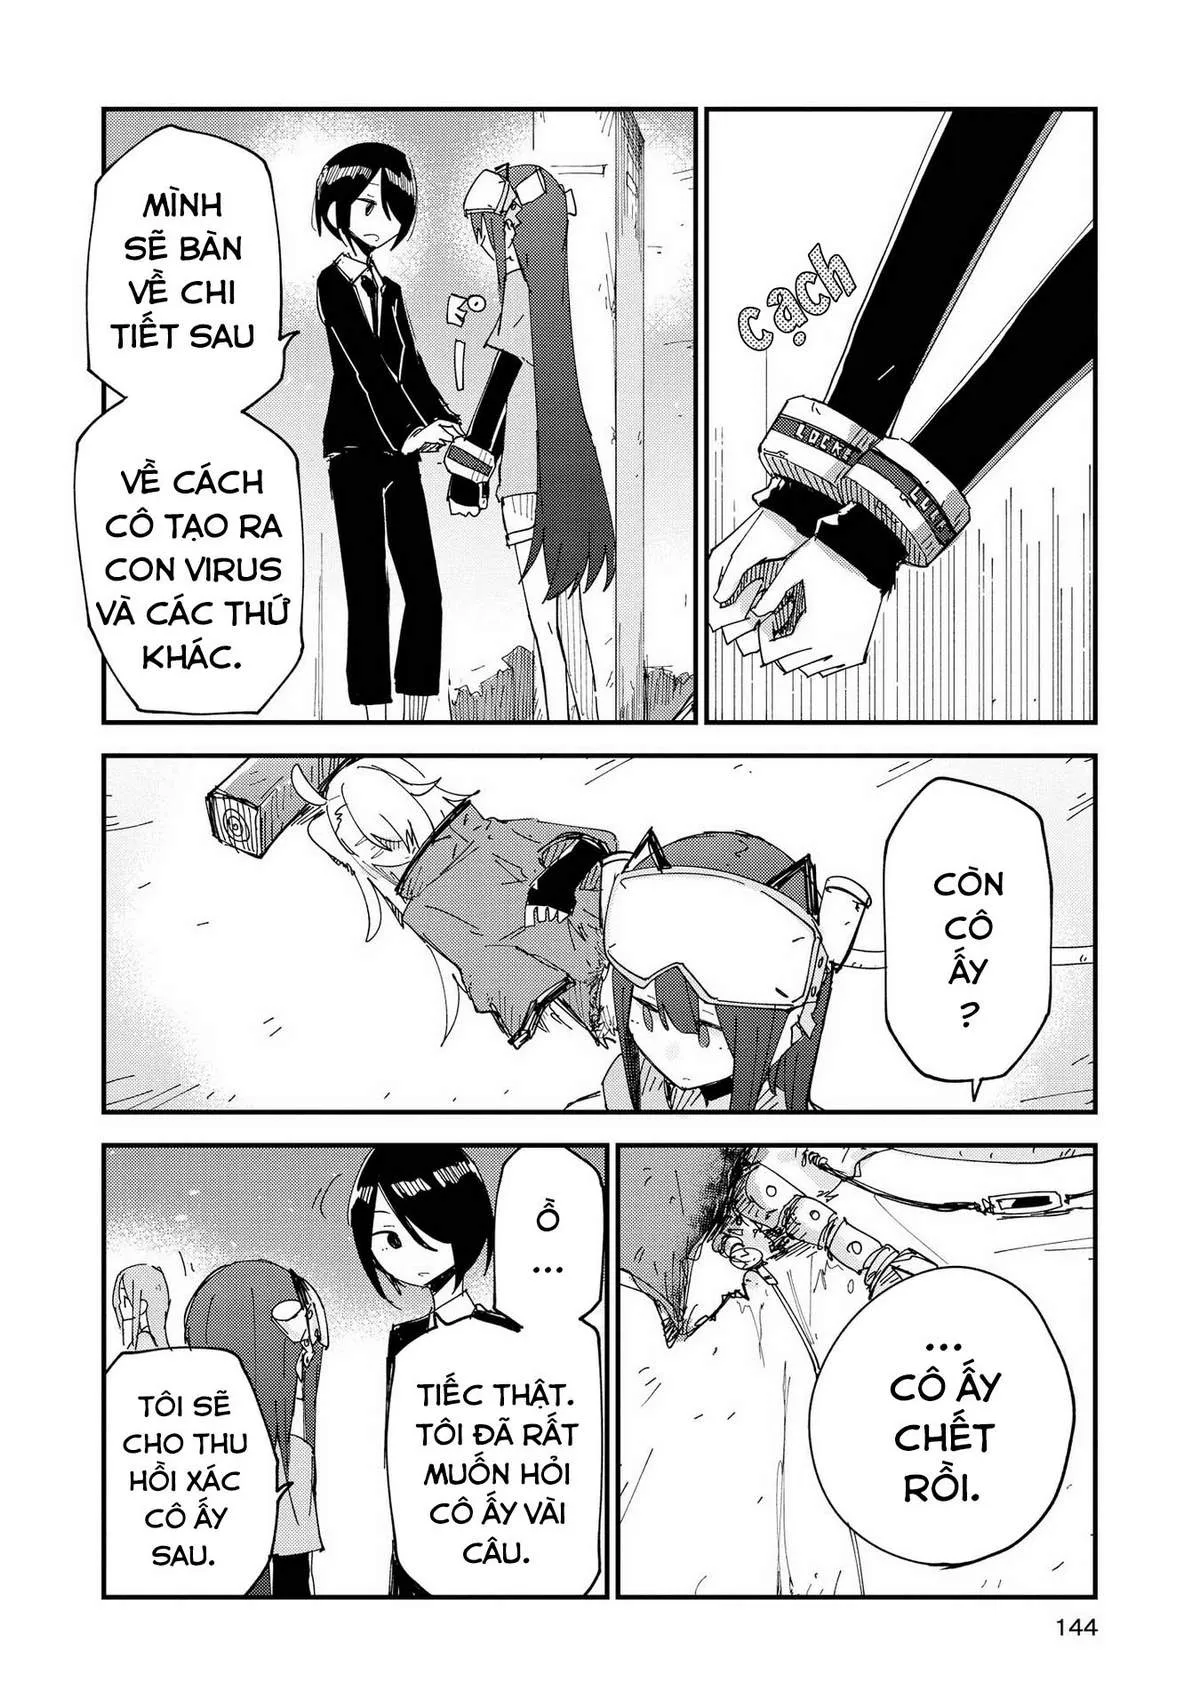 cạch
LOCKE
MÌNH
SẼ BÀN
VỀ CHI
TIẾT SAU
VỀ CÁCH
CÔ TẠO RA
CON VIRUS
VÀ CÁC THỨ
KHÁC.
CÒN
CÔ
ẤY
?
...
CÔ ẤY
CHẾT
RỒI.
Ồ
...
TIẾC THẬT.
TÔI ĐÃ RẤT
MUỐN HỎI
CÔ ẤY VÀI
CÂU.
TÔI SẼ
CHO THU
HỒI XÁC
CÔ ẤY
SAU.
144